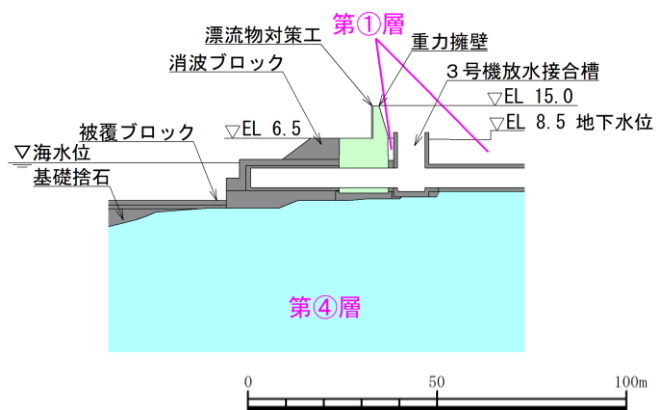 第①層
漂流物対策工
重力擁壁
消波ブロック
３号機放水接合槽
▽EL 15.0
▽EL 6.5
▽EL 8.5 地下水位
被覆ブロック
▽海水位
基礎捨石
第④層
0 50 100m